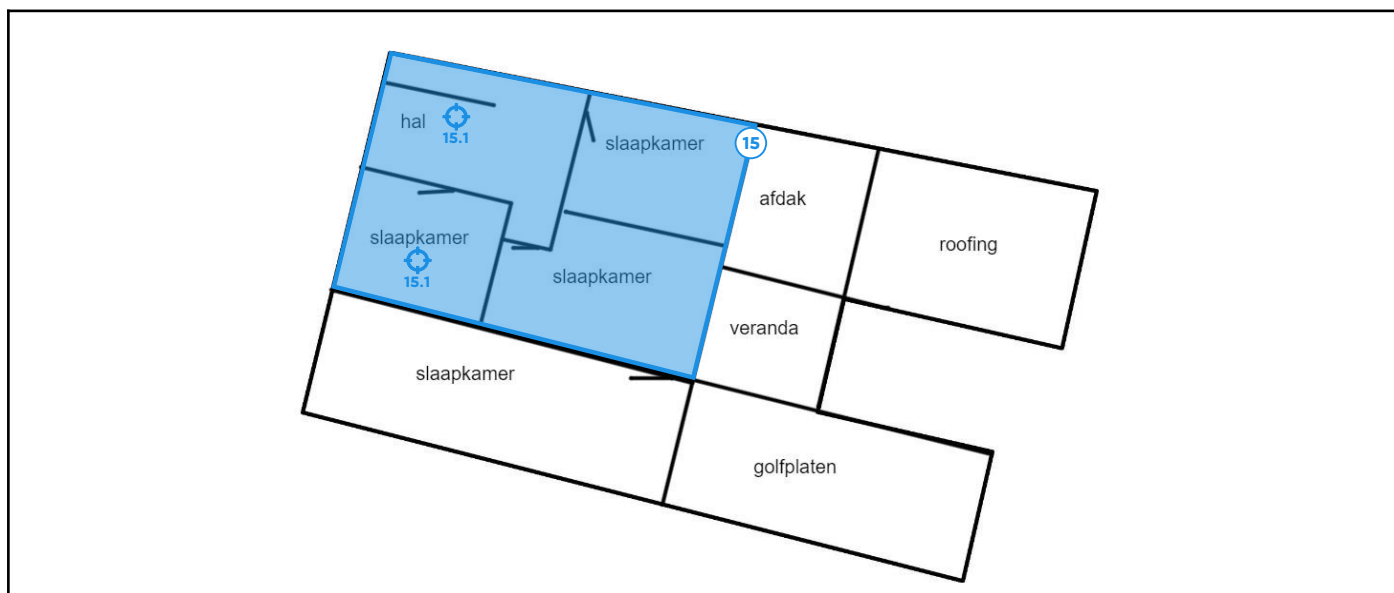 hal
15.1
slaapkamer
15
afdak
roofing
slaapkamer
15.1
slaapkamer
veranda
slaapkamer
golfplaten